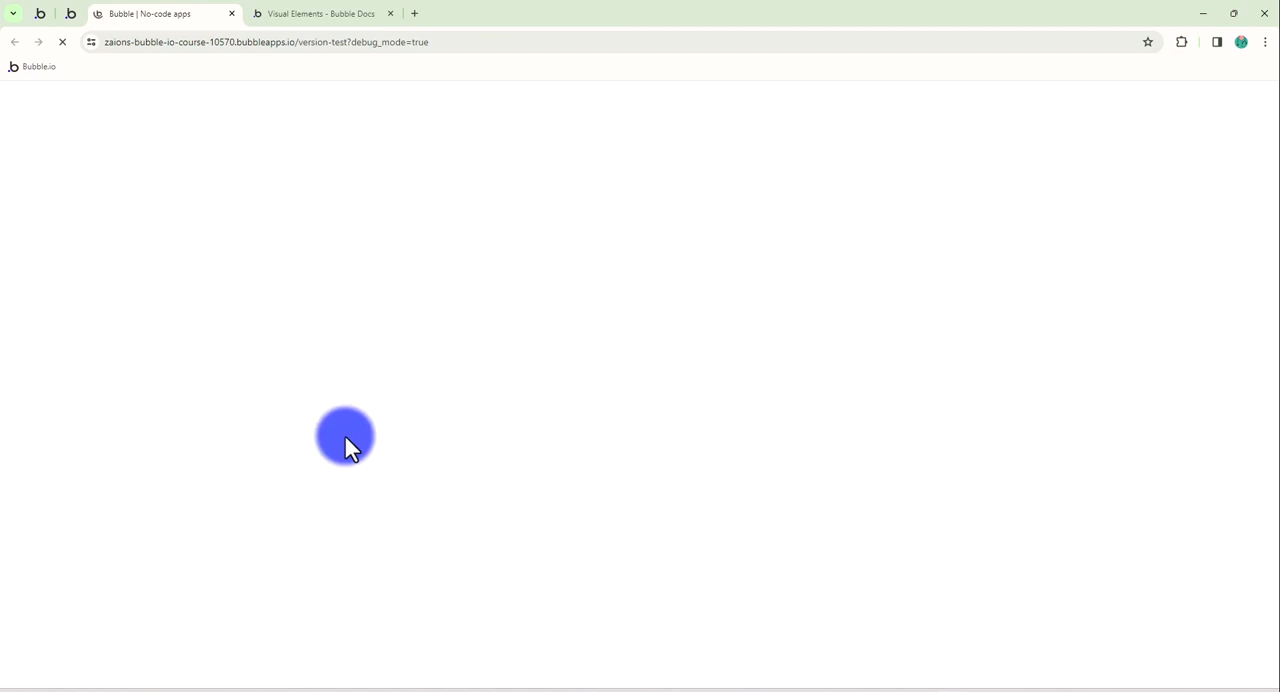 Bubble | No-code apps
Visual Elements - Bubble Docs
zaions-bubble-io-course-10570.bubbleapps.io/version-test?debug_mode=true
Bubble.io